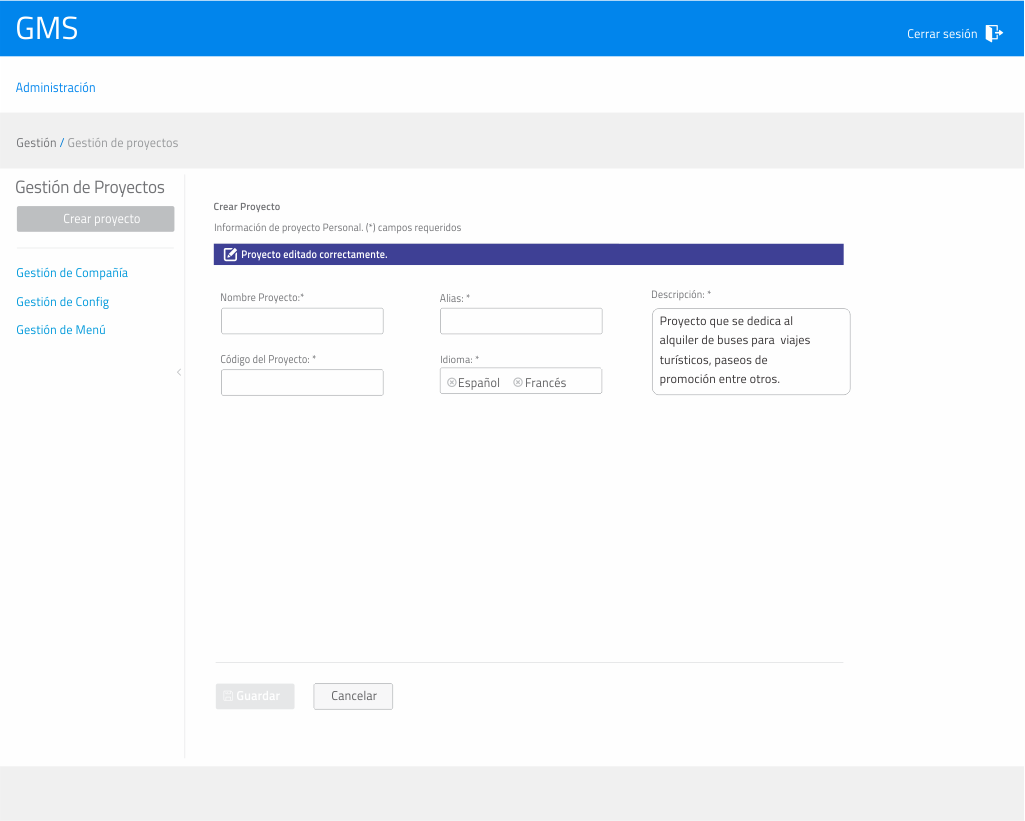 GMS
Cerrar sesión
Administración
Gestión / Gestión de proyectos
Gestión de Proyectos
Crear proyecto
Gestión de Compañía
Gestión de Config
Gestión de Menú
Crear Proyecto
Información de proyecto Personal. (*) campos requeridos
Proyecto editado correctamente.
Nombre Proyecto:*
Alias: *
Descripción: *
Proyecto que se dedica al
alquiler de buses para viajes
turísticos, paseos de
promoción entre otros.
Código del Proyecto: *
Idioma: *
Español Francés
Guardar
Cancelar